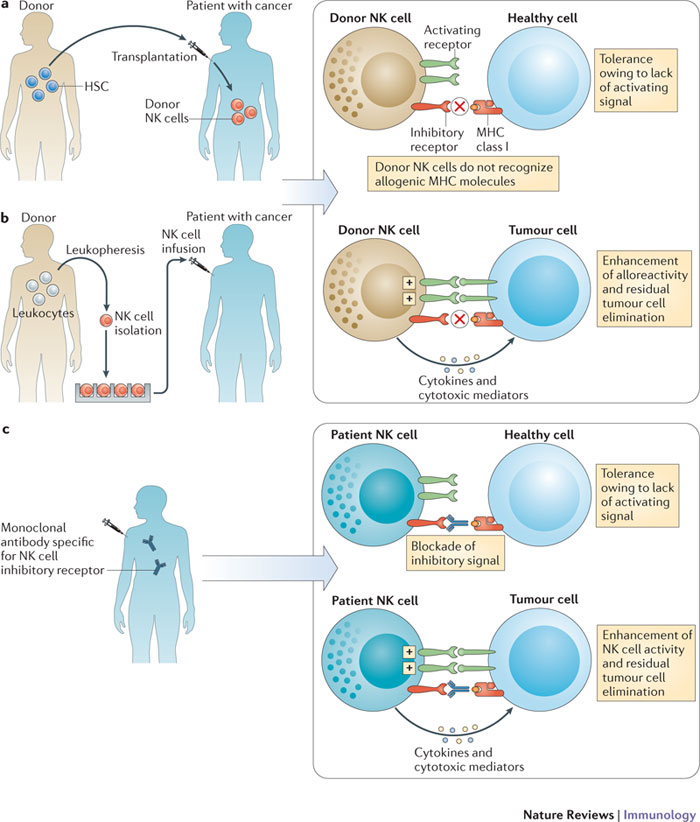 a
Donor
Patient with cancer
Transplantation
HSC
Donor
NK cells
Donor NK cell
Healthy cell
Activating
receptor
Inhibitory
receptor
MHC
class I
Tolerance
owing to lack
of activating
signal
Donor NK cells do not recognize
allogenic MHC molecules
b
Donor
Patient with cancer
Leukopheresis
NK cell
infusion
Leukocytes
NK cell
isolation
Donor NK cell
Tumour cell
+
+
Enhancement
of alloreactivity
and residual
tumour cell
elimination
Cytokines and
cytotoxic mediators
c
Monoclonal
antibody specific
for NK cell
inhibitory receptor
Patient NK cell
Healthy cell
Tolerance
owing to lack
of activating
signal
Blockade of
inhibitory signal
Patient NK cell
Tumour cell
+
+
Enhancement of
NK cell activity
and residual
tumour cell
elimination
Cytokines and
cytotoxic mediators
Nature Reviews | Immunology